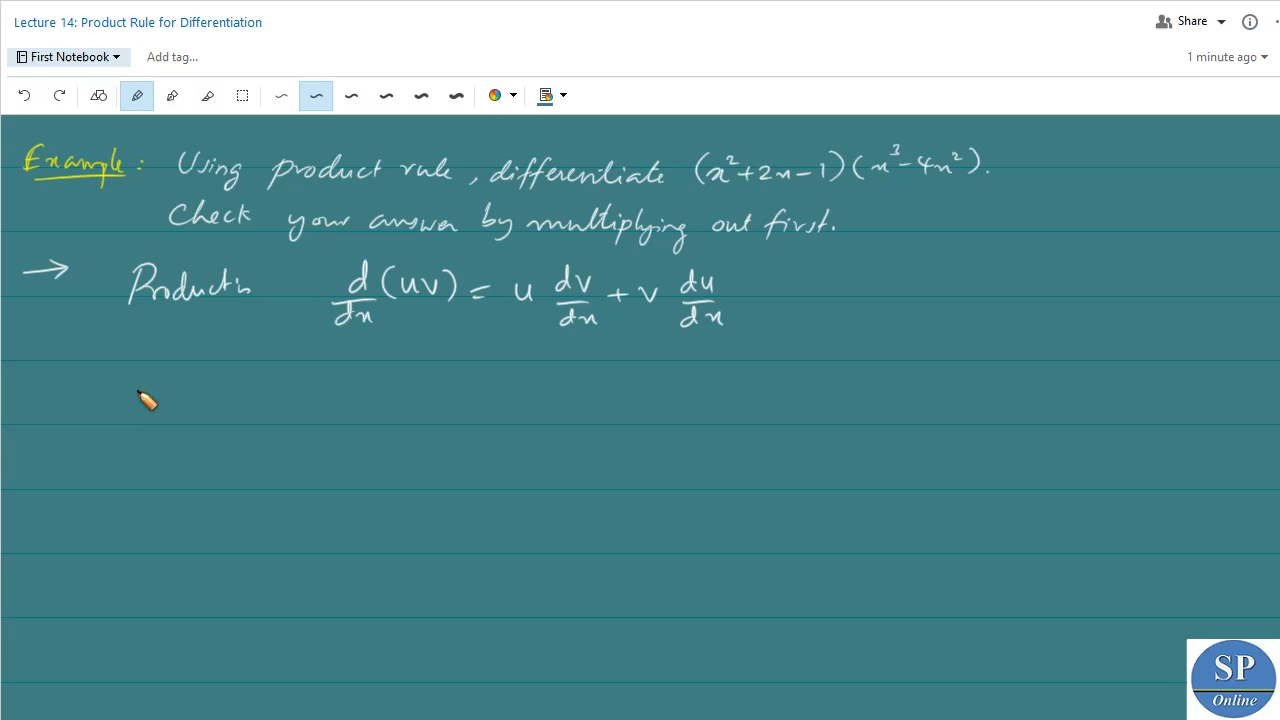 Lecture 14: Product Rule for Differentiation
Share
First Notebook
Add tag...
1 minute ago
Example: Using product rule, differentiate (x²+2x-1)(x³-4x²).
Check your answer by multiplying out first.
→ d/dx (uv) = u dv/dx + v du/dx
SP
Online